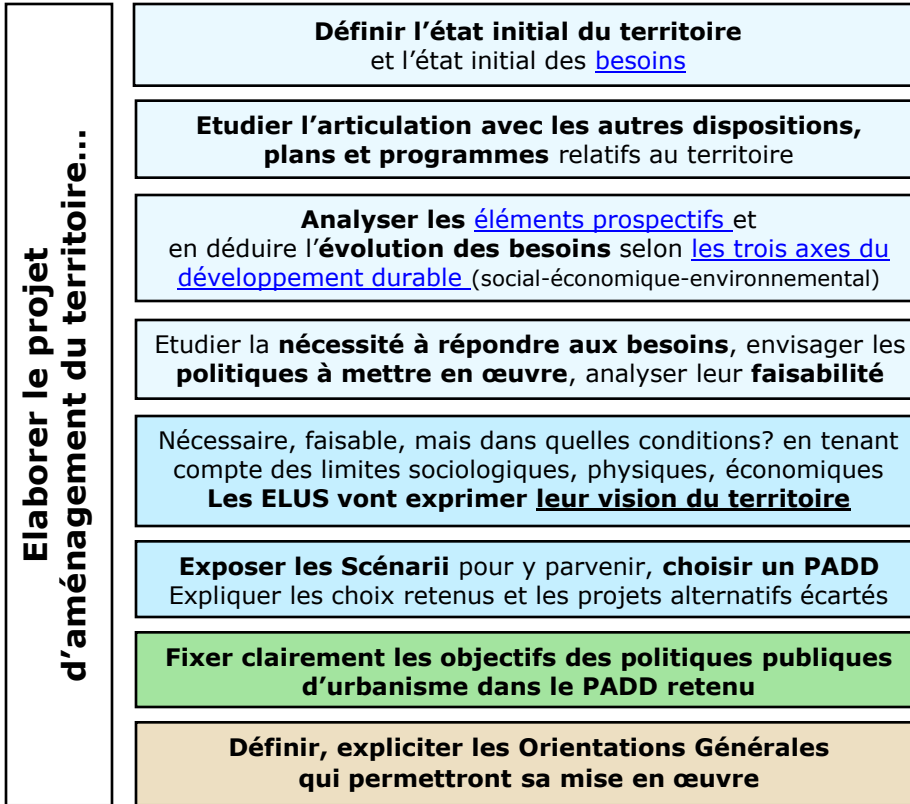 Elaborer le projet
d'aménagement du territoire...
Définir l'état initial du territoire
et l'état initial des besoins
Etudier l'articulation avec les autres dispositions,
plans et programmes relatifs au territoire
Analyser les éléments prospectifs et
en déduire l'évolution des besoins selon les trois axes du
développement durable (social-économique-environnemental)
Etudier la nécessité à répondre aux besoins, envisager les
politiques à mettre en œuvre, analyser leur faisabilité
Nécessaire, faisable, mais dans quelles conditions? en tenant
compte des limites sociologiques, physiques, économiques
Les ELUS vont exprimer leur vision du territoire
Exposer les Scénarii pour y parvenir, choisir un PADD
Expliquer les choix retenus et les projets alternatifs écartés
Fixer clairement les objectifs des politiques publiques
d'urbanisme dans le PADD retenu
Définir, expliciter les Orientations Générales
qui permettront sa mise en œuvre